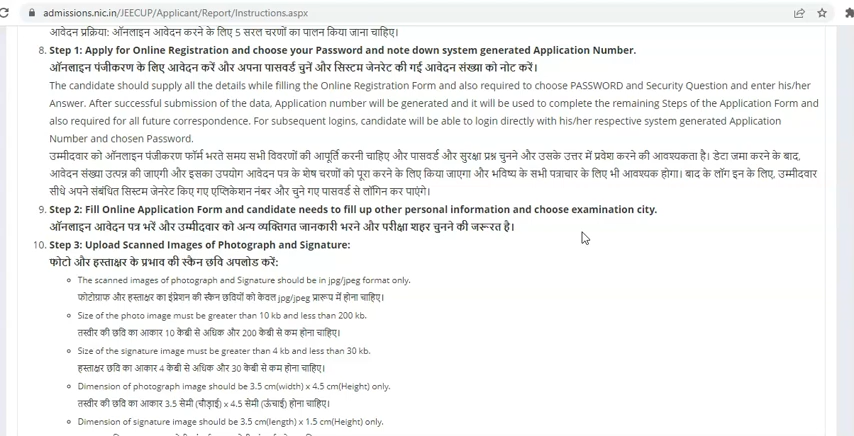 admissions.nic.in/JEECUP/Applicant/Report/Instructions.aspx
आवेदन प्रक्रिया: ऑनलाइन आवेदन करने के लिए 5 सरल चरणों का पालन किया जाना चाहिए।
8. Step 1: Apply for Online Registration and choose your Password and note down system generated Application Number.
ऑनलाइन पंजीकरण के लिए आवेदन करें और अपना पासवर्ड चुनें और सिस्टम जेनरेट की गई आवेदन संख्या को नोट करें।
The candidate should supply all the details while filling the Online Registration Form and also required to choose PASSWORD and Security Question and enter his/her
Answer. After successful submission of the data, Application number will be generated and it will be used to complete the remaining Steps of the Application Form and
also required for all future correspondence. For subsequent logins, candidate will be able to login directly with his/her respective system generated Application
Number and chosen Password.
उम्मीदवार को ऑनलाइन पंजीकरण फॉर्म भरते समय सभी विवरणों की आपूर्ति करनी चाहिए और पासवर्ड और सुरक्षा प्रश्न चुनने और उसके उत्तर में प्रवेश करने की आवश्यकता है। डेटा जमा करने के बाद,
आवेदन संख्या उत्पन्न की जाएगी और इसका उपयोग आवेदन पत्र के शेष चरणों को पूरा करने के लिए किया जाएगा और भविष्य के सभी पत्राचार के लिए भी आवश्यक होगा। बाद के लॉग इन के लिए, उम्मीदवार
सीधे अपने संबंधित सिस्टम जेनरेट किए गए एप्लिकेशन नंबर और चुने गए पासवर्ड से लॉगिन कर पाएंगे।
9. Step 2: Fill Online Application Form and candidate needs to fill up other personal information and choose examination city.
ऑनलाइन आवेदन पत्र भरें और उम्मीदवार को अन्य व्यक्तिगत जानकारी भरने और परीक्षा शहर चुनने की जरूरत है।
10. Step 3: Upload Scanned Images of Photograph and Signature:
फोटो और हस्ताक्षर के प्रभाव की स्कैन छवि अपलोड करें:
The scanned images of photograph and Signature should be in jpg/jpeg format only.
फोटोग्राफ और हस्ताक्षर का इंप्रेशन की स्कैन छवियों को केवल jpg/jpeg प्रारूप में होना चाहिए।
Size of the photo image must be greater than 10 kb and less than 200 kb.
तस्वीर की छवि का आकार 10 केबी से अधिक और 200 केबी से कम होना चाहिए।
Size of the signature image must be greater than 4 kb and less than 30 kb.
हस्ताक्षर छवि का आकार 4 केबी से अधिक और 30 केबी से कम होना चाहिए।
Dimension of photograph image should be 3.5 cm(width) x 4.5 cm(Height) only.
तस्वीर की छवि का आकार 3.5 सेमी (चौड़ाई) x 4.5 सेमी (ऊंचाई) होना चाहिए।
Dimension of signature image should be 3.5 cm(length) x 1.5 cm(Height) only.